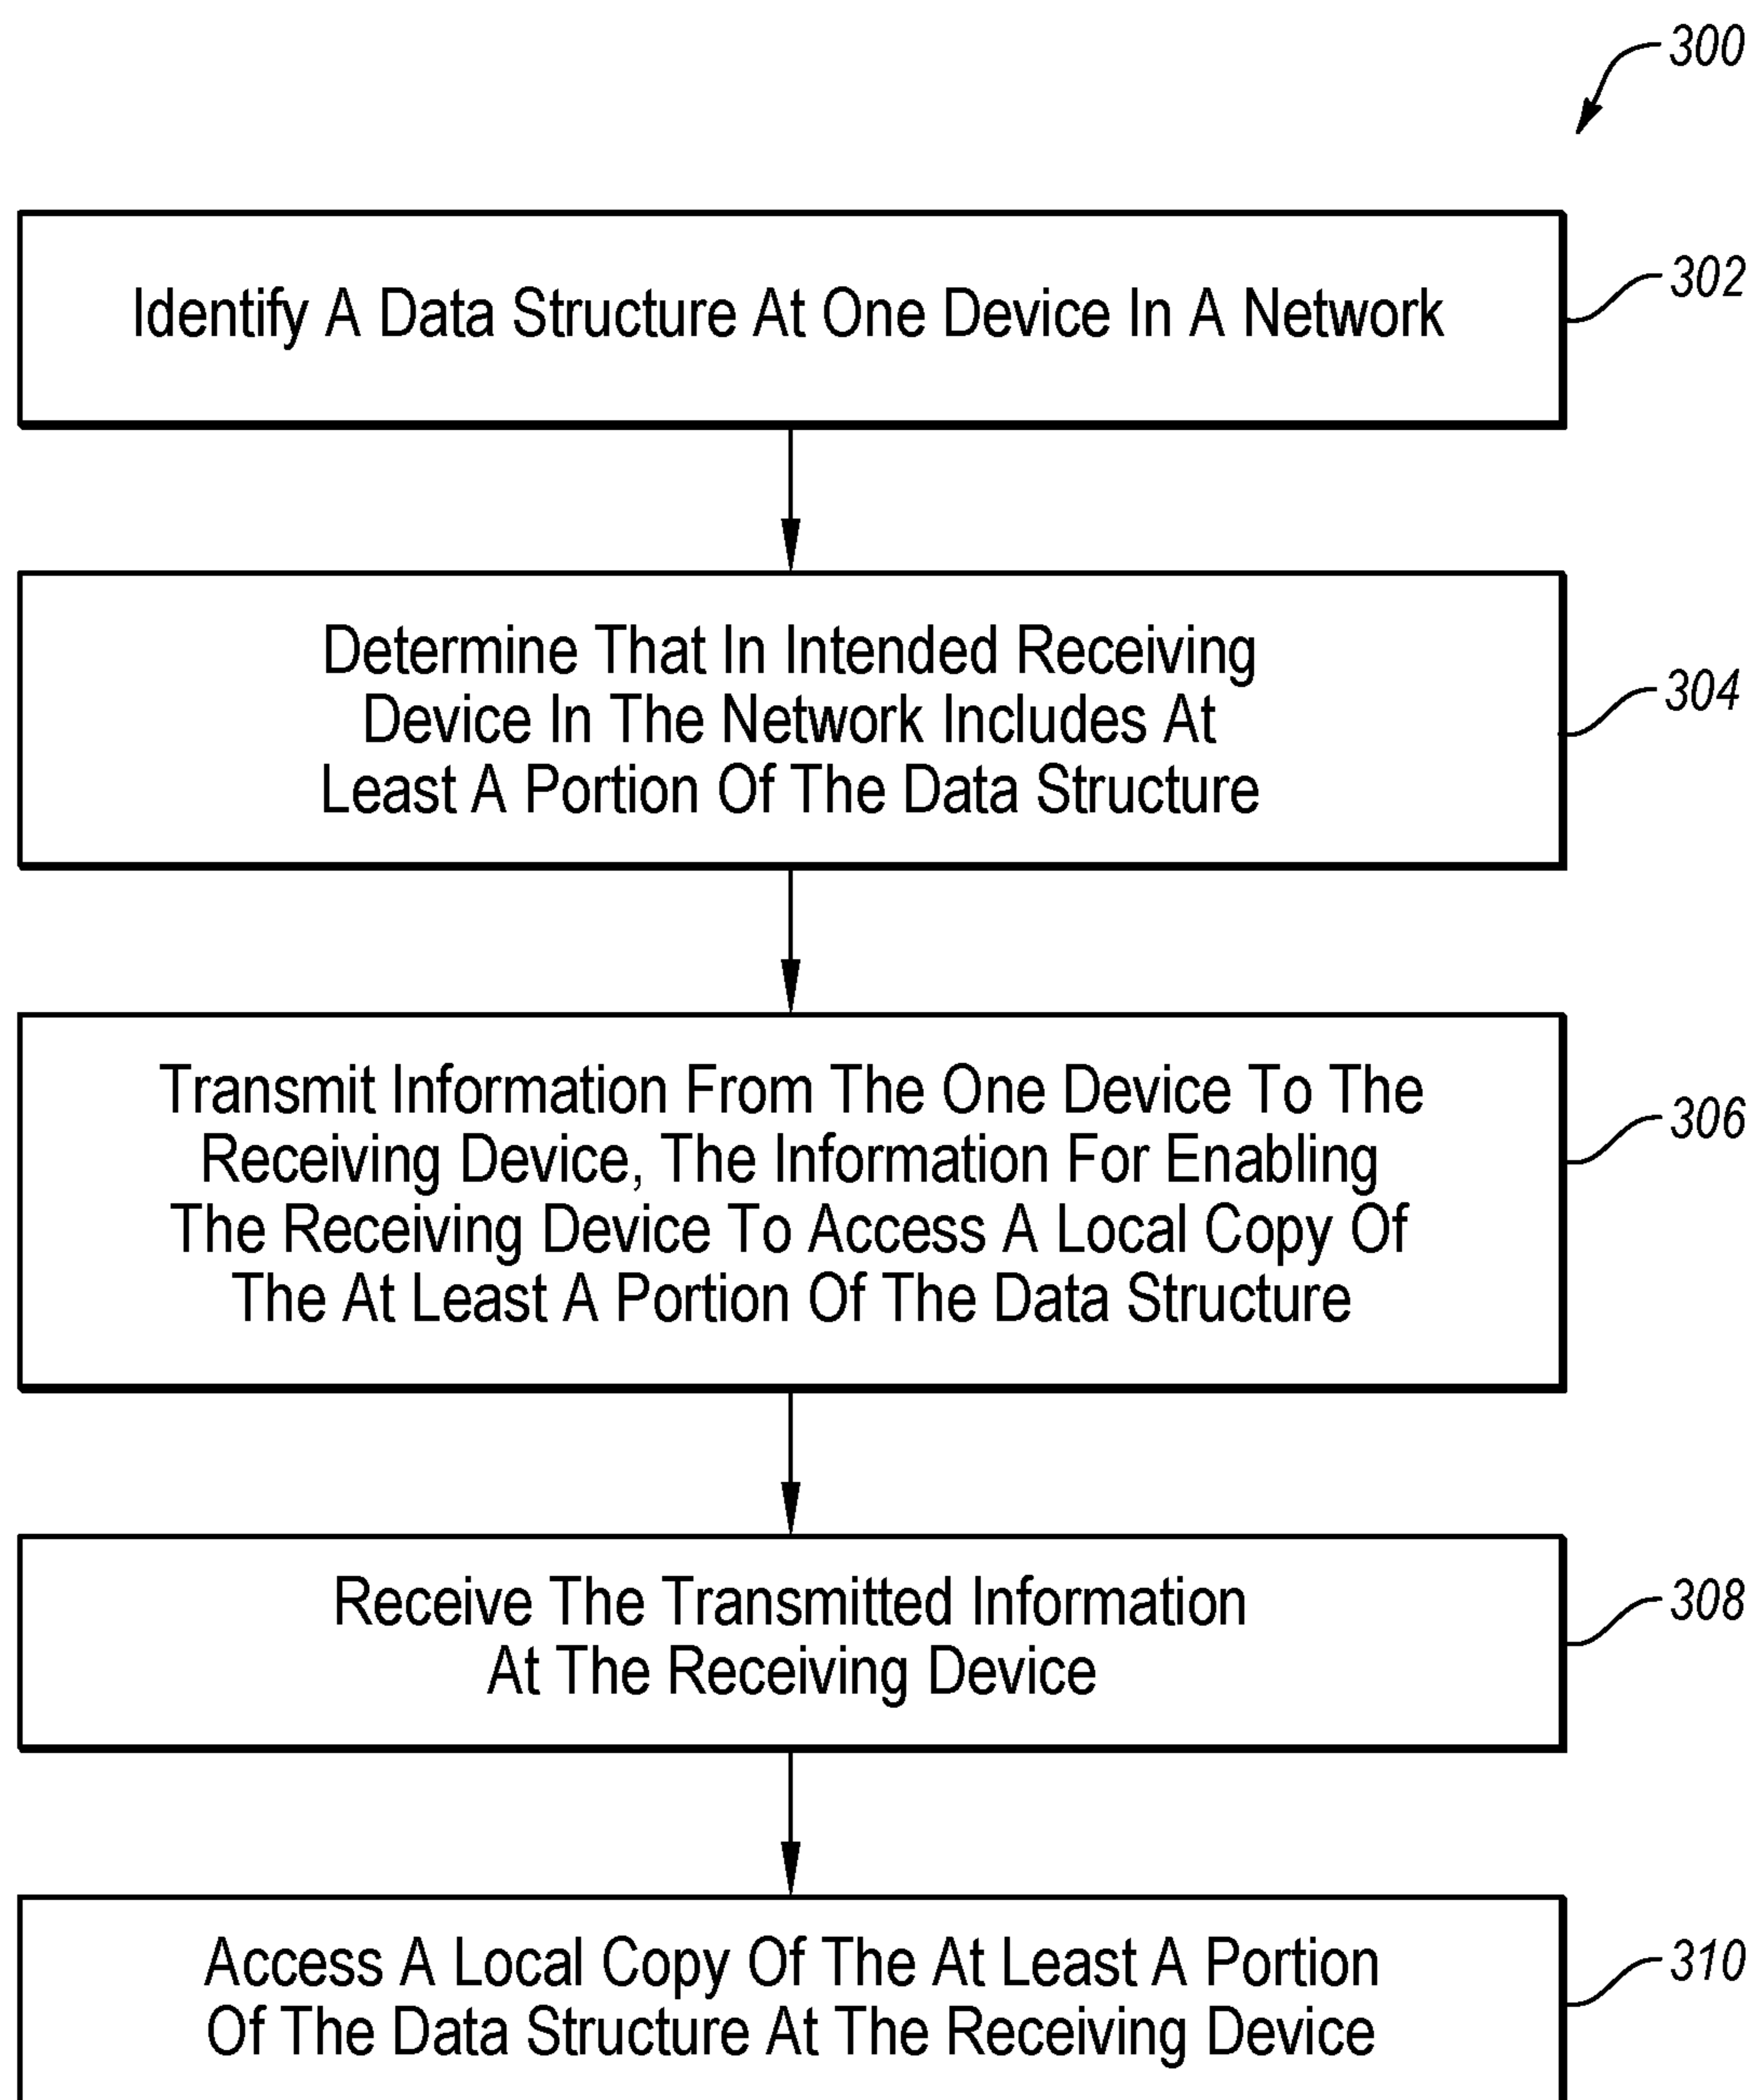 300
Identify A Data Structure At One Device In A Network
302
Determine That In Intended Receiving
Device In The Network Includes At
Least A Portion Of The Data Structure
304
Transmit Information From The One Device To The
Receiving Device, The Information For Enabling
The Receiving Device To Access A Local Copy Of
The At Least A Portion Of The Data Structure
306
Receive The Transmitted Information
At The Receiving Device
308
Access A Local Copy Of The At Least A Portion
Of The Data Structure At The Receiving Device
310